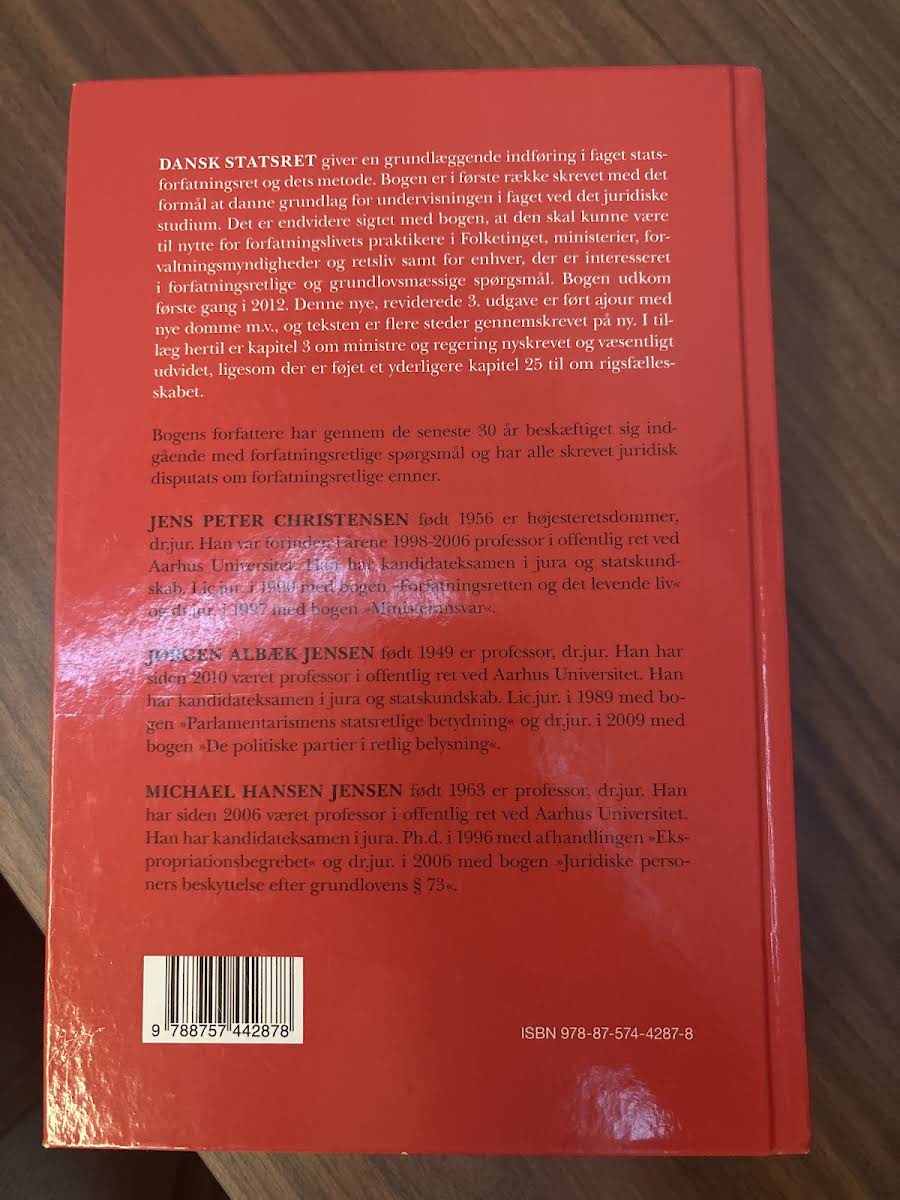 DANSK STATSRET giver en grundlæggende indføring i faget stats-
forfatningsret og dets metode. Bogen er i første række skrevet med det
formål at danne grundlag for undervisningen i faget ved det juridiske
studium. Det er endvidere sigtet med bogen, at den skal kunne være
til nytte for forfatningslivets praktikere i Folketinget, ministerier, for-
valtningsmyndigheder og retsliv samt for enhver, der er interesseret
i forfatningsretlige og grundlovsmæssige spørgsmål. Bogen udkom
første gang i 2012. Denne nye, reviderede 3. udgave er ført ajour med
nye domme m.v., og teksten er flere steder gennemskrevet på ny. I til-
læg hertil er kapitel 3 om ministre og regering nyskrevet og væsentligt
udvidet, ligesom der er føjet et yderligere kapitel 25 til om rigsfælles-
skabet.
Bogens forfattere har gennem de seneste 30 år beskæftiget sig ind-
gående med forfatningsretlige spørgsmål og har alle skrevet juridisk
disputats om forfatningsretlige emner.
JENS PETER CHRISTENSEN født 1956 er højesteretsdommer,
dr.jur. Han var forinden i årene 1998-2006 professor i offentlig ret ved
Aarhus Universitet. Han har kandidateksamen i jura og statskund-
skab. Lic.jur. i 1990 med bogen »Forfatningsretten og det levende liv«
og dr.jur. i 1997 med bogen »Ministeransvar«.
JØRGEN ALBÆK JENSEN født 1949 er professor, dr.jur. Han har
siden 2010 været professor i offentlig ret ved Aarhus Universitet. Han
har kandidateksamen i jura og statskundskab. Lic.jur. i 1989 med bo-
gen »Parlamentarismens statsretlige betydning« og dr.jur. i 2009 med
bogen »De politiske partier i retlig belysning«.
MICHAEL HANSEN JENSEN født 1963 er professor, dr.jur. Han
har siden 2006 været professor i offentlig ret ved Aarhus Universitet.
Han har kandidateksamen i jura. Ph.d. i 1996 med afhandlingen »Eks-
propriationsbegrebet« og dr.jur. i 2006 med bogen »Juridiske perso-
ners beskyttelse efter grundlovens § 73«.
9 788757 442878
ISBN 978-87-574-4287-8